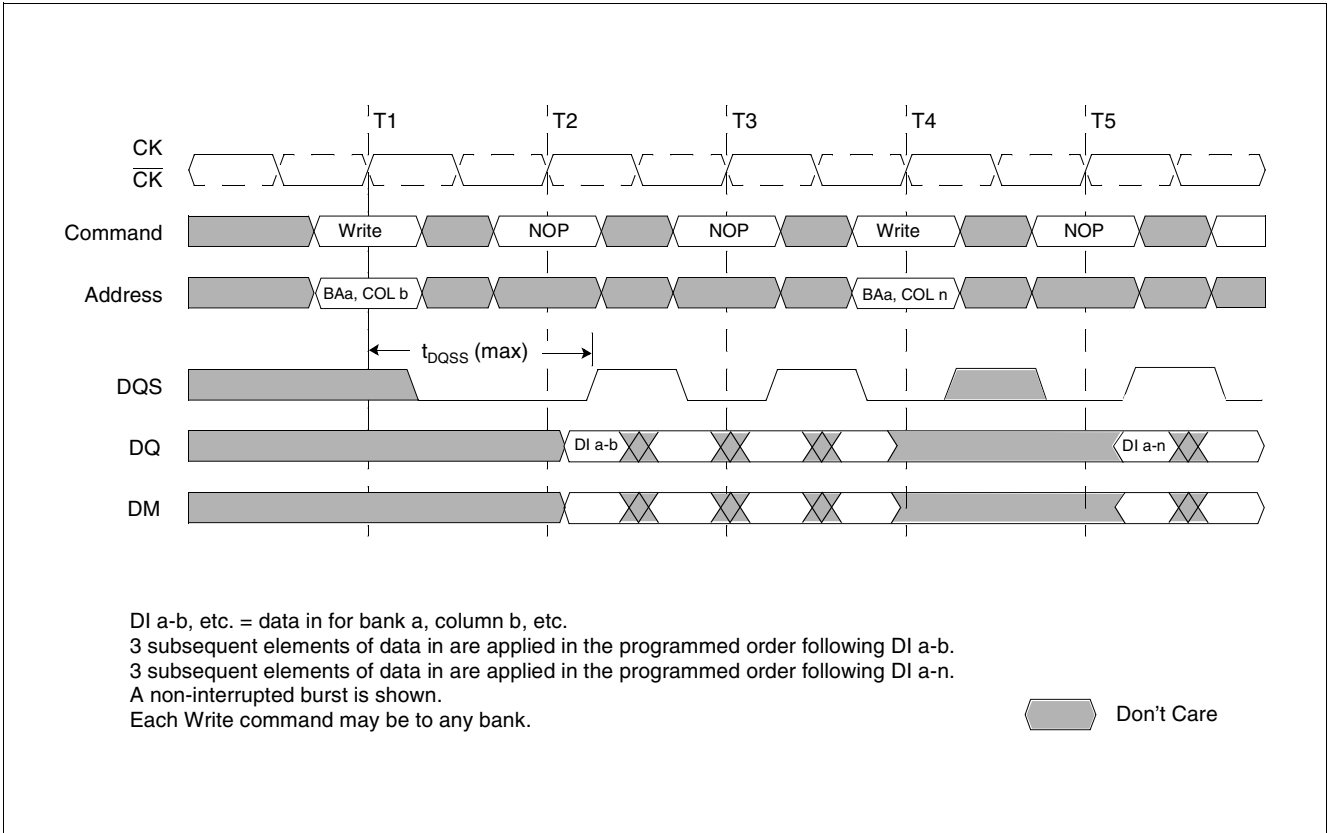 T1 T2 T3 T4 T5
CK
CK
Command Write NOP NOP Write NOP
Address BAa, COL b BAa, COL n
tDQSS (max)
DQS
DQ DI a-b DI a-n
DM
DI a-b, etc. = data in for bank a, column b, etc.
3 subsequent elements of data in are applied in the programmed order following DI a-b.
3 subsequent elements of data in are applied in the programmed order following DI a-n.
A non-interrupted burst is shown.
Each Write command may be to any bank.
Don't Care